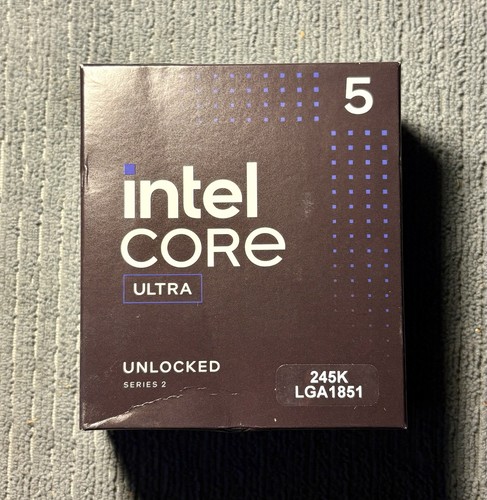 5
intel
CORE
ULTRA
UNLOCKED
SERIES 2
245K
LGA1851